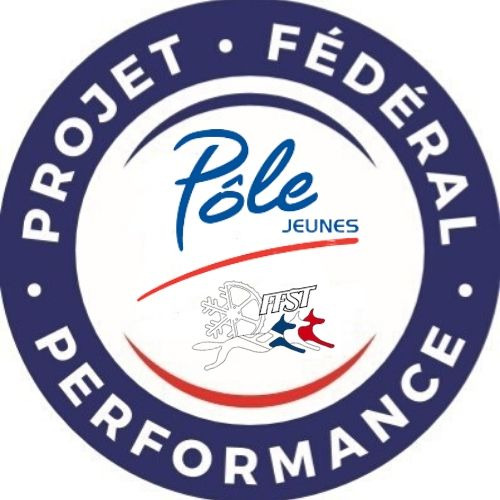 PROJET • FÉDÉRAL
• PERFORMANCE •
Pôle
JEUNES
FFST